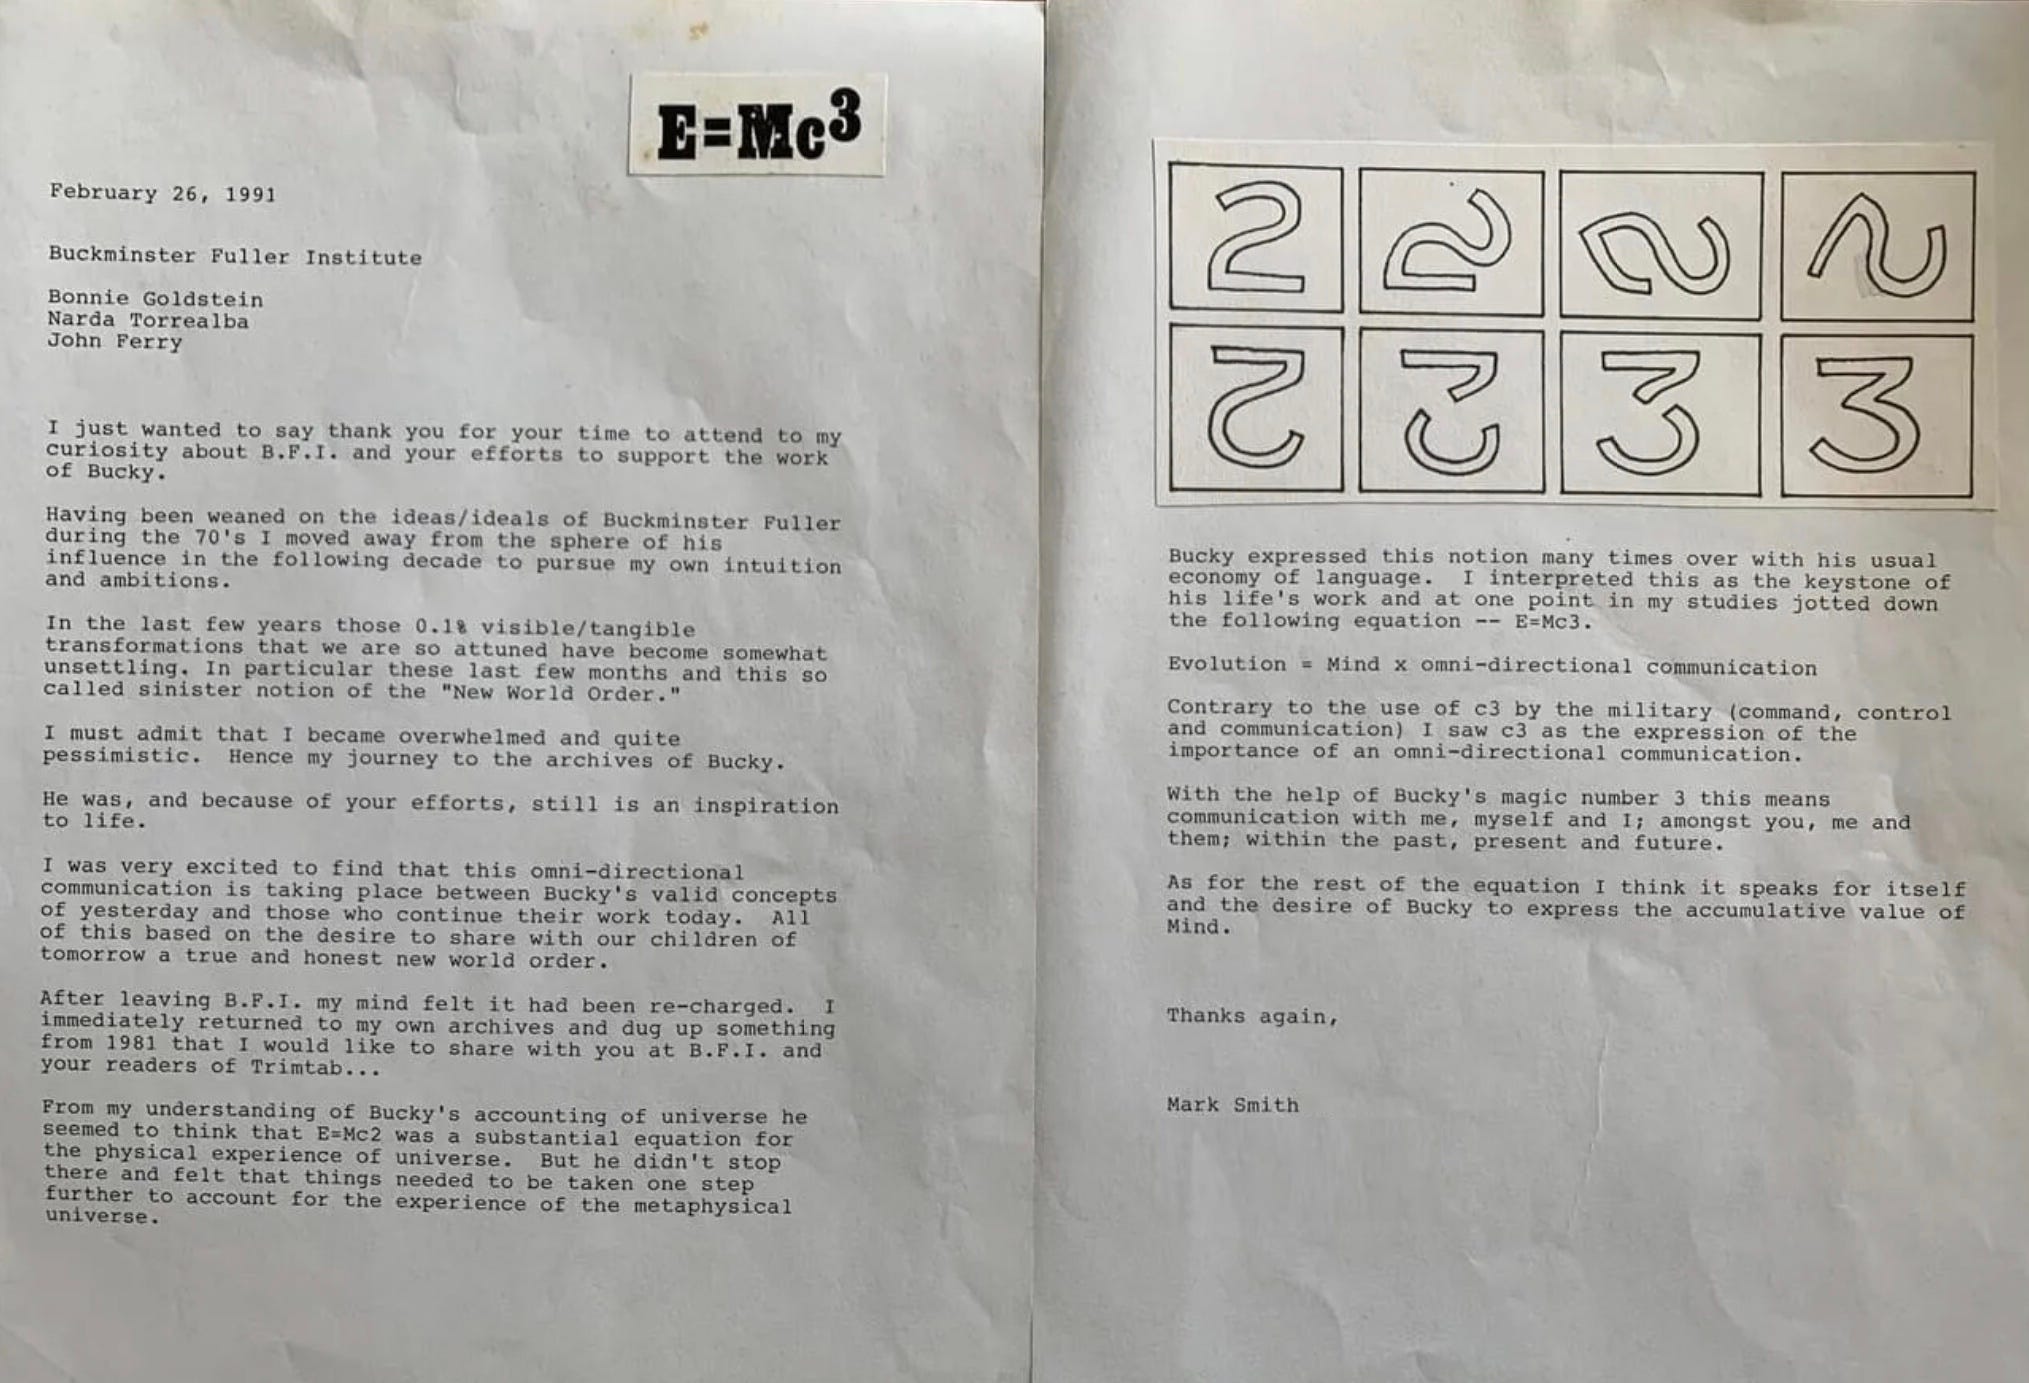 E=Mc3
February 26, 1991
Buckminster Fuller Institute
Bonnie Goldstein
Narda Torrealba
John Ferry
I just wanted to say thank you for your time to attend to my
curiosity about B.F.I. and your efforts to support the work
of Bucky.
Having been weaned on the ideas/ideals of Buckminster Fuller
during the 70's I moved away from the sphere of his
influence in the following decade to pursue my own intuition
and ambitions.
In the last few years those 0.1% visible/tangible
transformations that we are so attuned have become somewhat
unsettling. In particular these last few months and this so
called sinister notion of the "New World Order."
I must admit that I became overwhelmed and quite
pessimistic. Hence my journey to the archives of Bucky.
He was, and because of your efforts, still is an inspiration
to life.
I was very excited to find that this omni-directional
communication is taking place between Bucky's valid concepts
of yesterday and those who continue their work today. All
of this based on the desire to share with our children of
tomorrow a true and honest new world order.
After leaving B.F.I. my mind felt it had been re-charged. I
immediately returned to my own archives and dug up something
from 1981 that I would like to share with you at B.F.I. and
your readers of Trimtab...
From my understanding of Bucky's accounting of universe he
seemed to think that E=Mc2 was a substantial equation for
the physical experience of universe. But he didn't stop
there and felt that things needed to be taken one step
further to account for the experience of the metaphysical
universe.
2 2 2 2
2 3 3 3
Bucky expressed this notion many times over with his usual
economy of language. I interpreted this as the keystone of
his life's work and at one point in my studies jotted down
the following equation -- E=Mc3.
Evolution = Mind x omni-directional communication
Contrary to the use of c3 by the military (command, control
and communication) I saw c3 as the expression of the
importance of an omni-directional communication.
With the help of Bucky's magic number 3 this means
communication with me, myself and I; amongst you, me and
them; within the past, present and future.
As for the rest of the equation I think it speaks for itself
and the desire of Bucky to express the accumulative value of
Mind.
Thanks again,
Mark Smith